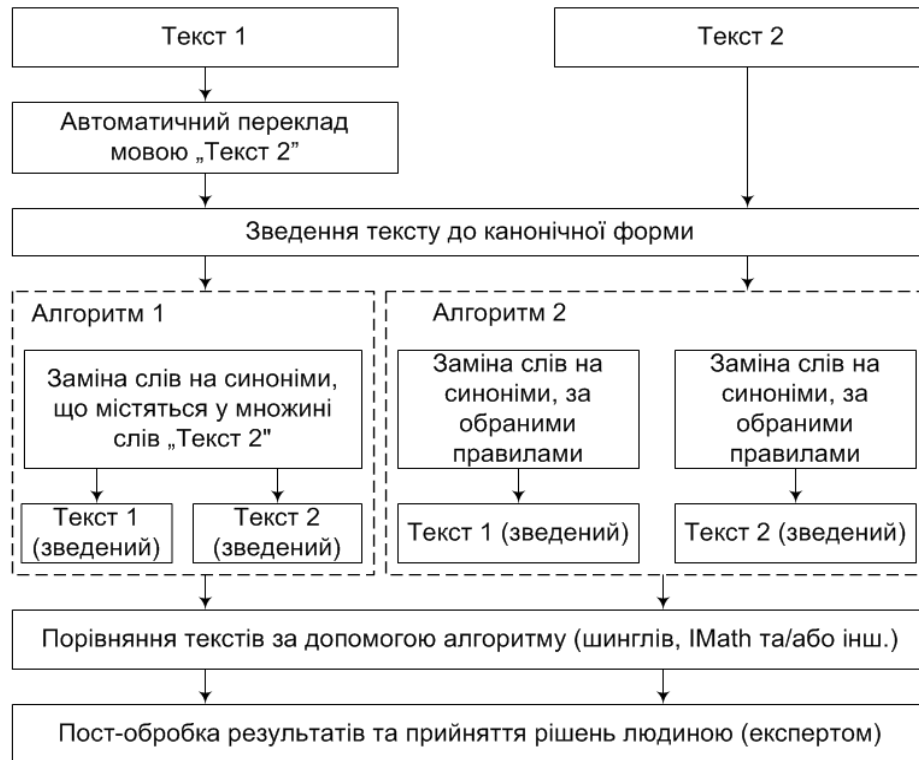 Текст 1
Текст 2
Автоматичний переклад
мовою „Текст 2”
Зведення тексту до канонічної форми
Алгоритм 1
Заміна слів на синоніми,
що містяться у множині
слів „Текст 2"
Текст 1
(зведений)
Текст 2
(зведений)
Алгоритм 2
Заміна слів на
синоніми, за
обраними
правилами
Заміна слів на
синоніми, за
обраними
правилами
Текст 1 (зведений)
Текст 2 (зведений)
Порівняння текстів за допомогою алгоритму (шинглів, IMath та/або інш.)
Пост-обробка результатів та прийняття рішень людиною (експертом)